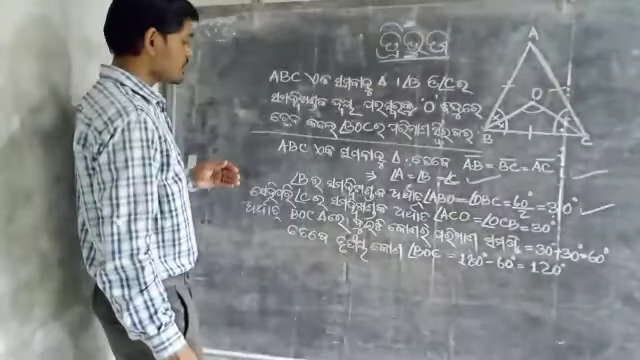 ତ୍ରିଭୁଜ
A
ABC ଏକ ସମବାହୁ Δ । ∠B ଓ ∠C ର
ସମଦ୍ୱିଖଣ୍ଡକ ଦ୍ୱୟ ପରସ୍ପରକୁ 'O' ବିନ୍ଦୁରେ
ଛେଦ କଲେ ∠BOC ର ପରିମାଣ ସ୍ଥିର କର
O
B C
ABC ଏକ ସମବାହୁ Δ, ତେବେ AB = BC = AC
⇒ ∠A = ∠B = ∠C
∠B ର ସମଦ୍ୱିଖଣ୍ଡକ ଅର୍ଥାତ ∠ABO = ∠OBC = 60°/2 = 30°
ସେହିପରି ∠C ର ସମଦ୍ୱିଖଣ୍ଡକ ଅର୍ଥାତ ∠ACO = ∠OCB = 30°
ଅର୍ଥାତ୍ BOC Δରେ ଦୁଇଟି କୋଣର ପରିମାଣ ସମଷ୍ଟି = 30° + 30° = 60°
ତେବେ ତୃତୀୟ କୋଣ ∠BOC = 180° - 60° = 120°